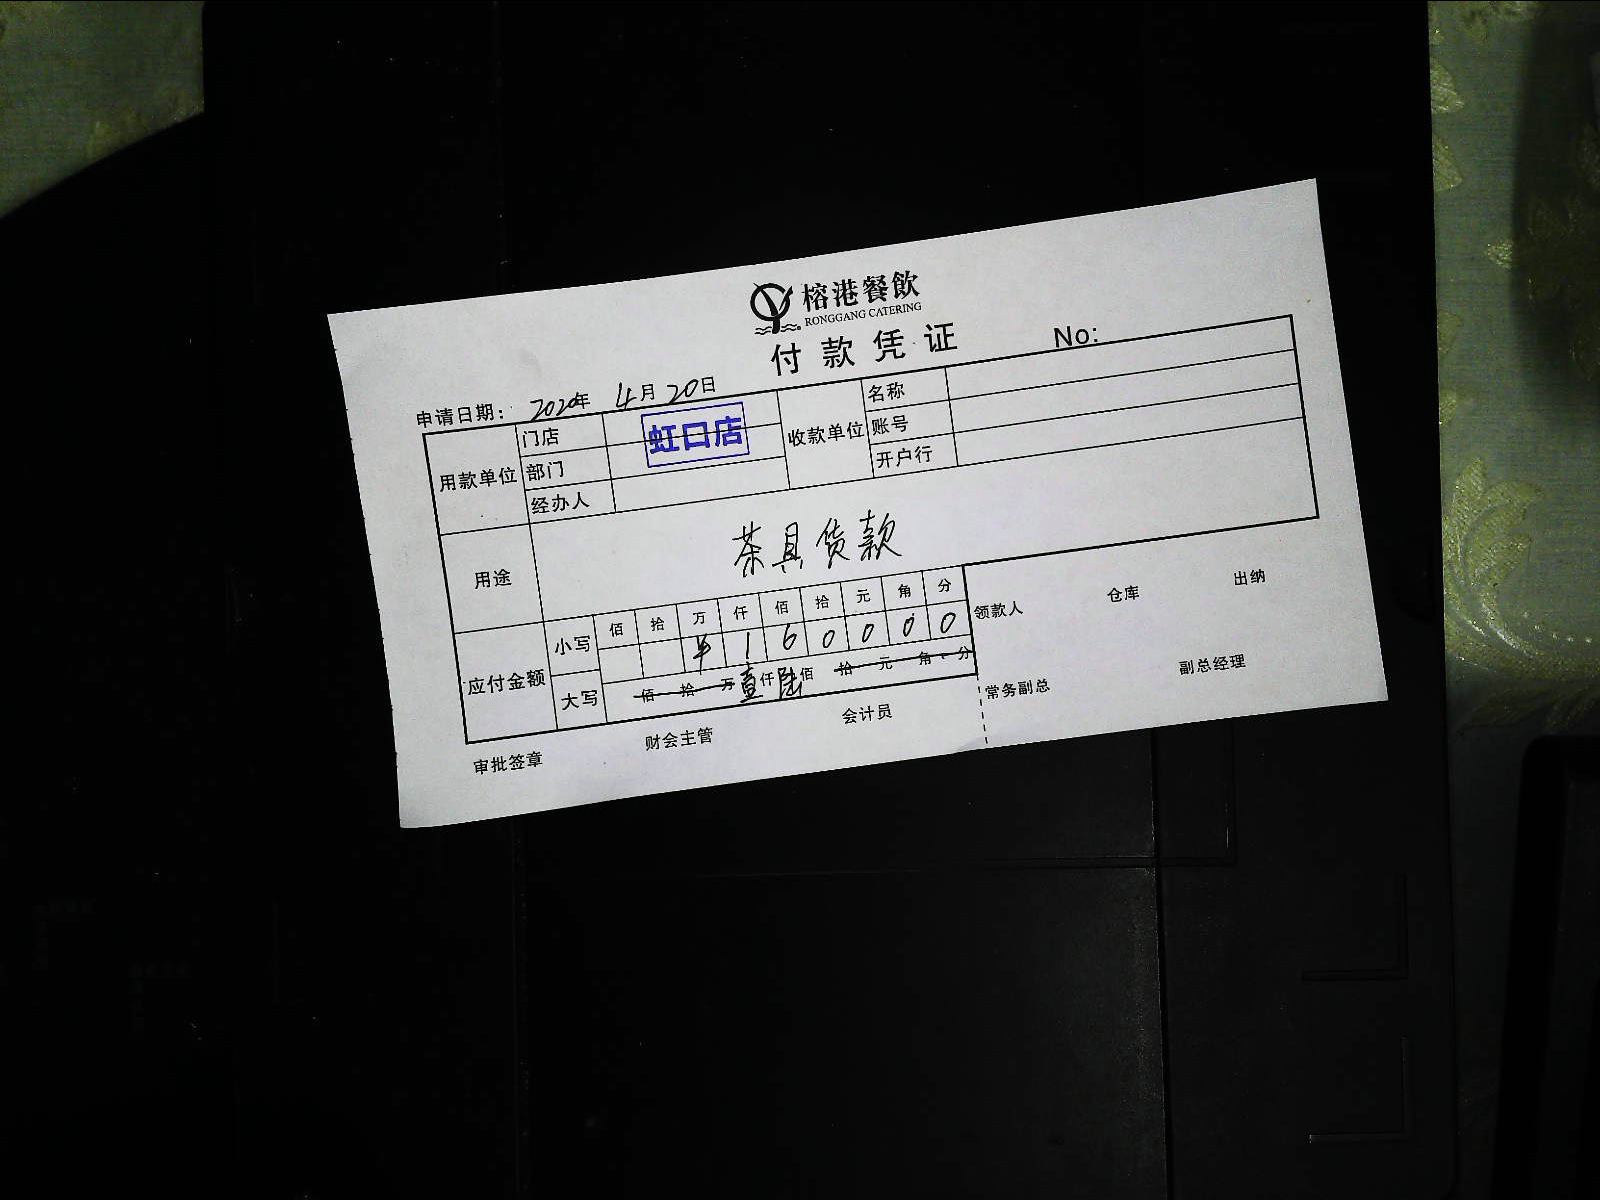 榕港餐飲
RONGGANG CATERING
付款凭证
No:
申请日期: 2020年 4月20日
用款单位 门店 虹口店 收款单位 名称
部门 账号
经办人 开户行
用途 茶具货款
应付金额 小写 佰 拾 万 仟 佰 拾 元 角 分
¥ 1 6 0 0 0 0
大写 佰 拾 万 壹仟 陆佰 拾 元 角 分
领款人 仓库 出纳
审批签章 财会主管 会计员 常务副总 副总经理